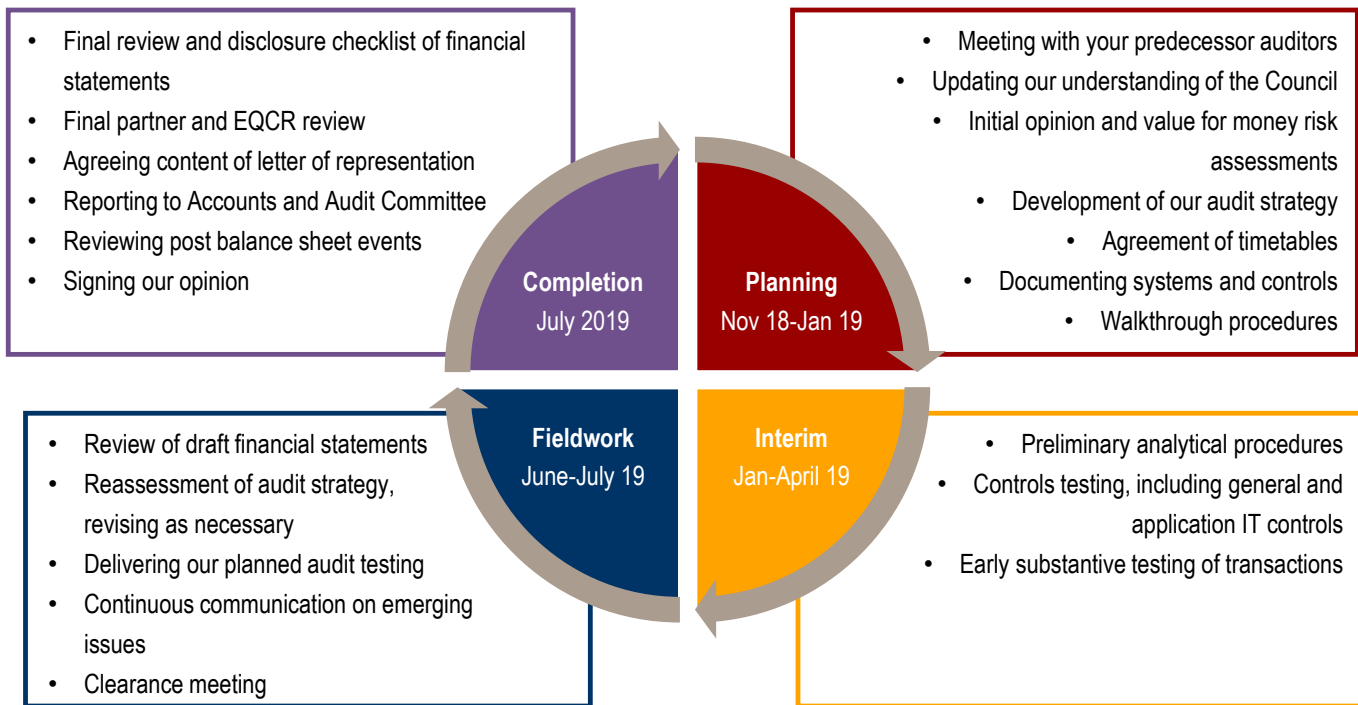 • Final review and disclosure checklist of financial
statements
• Final partner and EQCR review
• Agreeing content of letter of representation
• Reporting to Accounts and Audit Committee
• Reviewing post balance sheet events
• Signing our opinion
• Meeting with your predecessor auditors
• Updating our understanding of the Council
• Initial opinion and value for money risk
assessments
• Development of our audit strategy
• Agreement of timetables
• Documenting systems and controls
• Walkthrough procedures
Completion
July 2019
Planning
Nov 18-Jan 19
Fieldwork
June-July 19
Interim
Jan-April 19
• Review of draft financial statements
• Reassessment of audit strategy,
revising as necessary
• Delivering our planned audit testing
• Continuous communication on emerging
issues
• Clearance meeting
• Preliminary analytical procedures
• Controls testing, including general and
application IT controls
• Early substantive testing of transactions